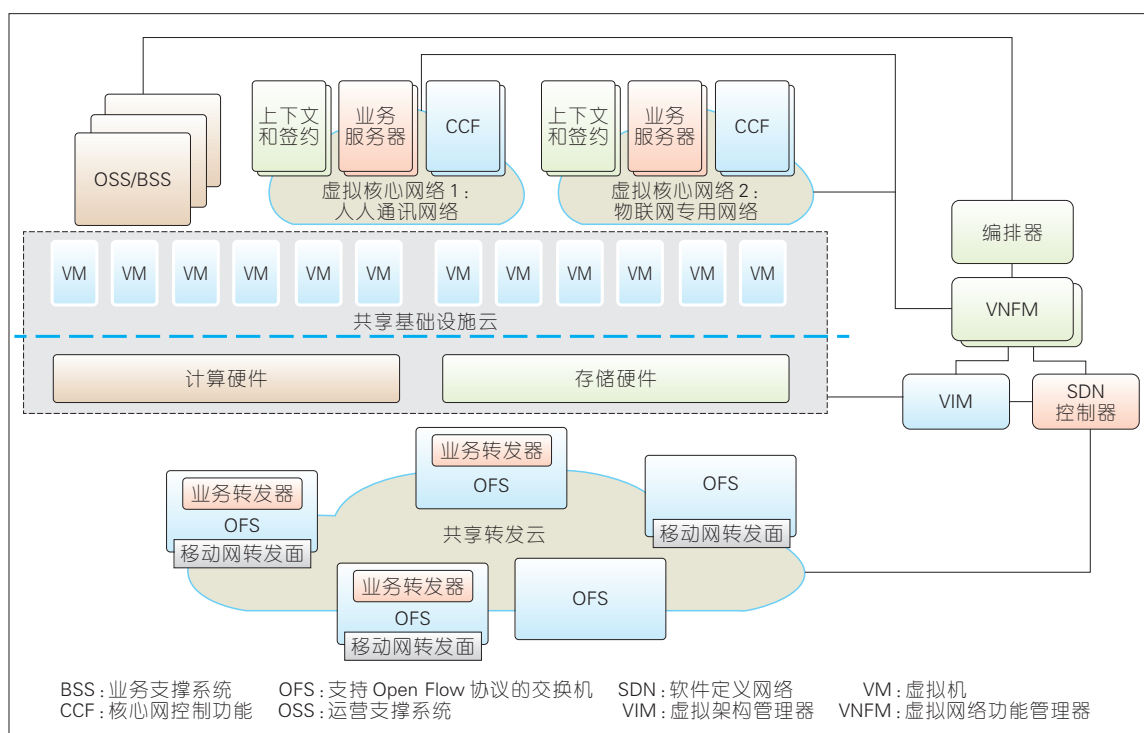 上下文
和签约
业务
服务器
CCF
上下文
和签约
业务
服务器
CCF
OSS/BSS
虚拟核心网络1：
人人通讯网络
虚拟核心网络2：
物联网专用网络
编排器
VM VM VM VM VM VM VM VM VM VM VM VM
共享基础设施云
VNFM
计算硬件
存储硬件
VIM
SDN
控制器
业务转发器
OFS
业务转发器
OFS
移动网转发面
OFS
移动网转发面
共享转发云
业务转发器
OFS
移动网转发面
OFS
BSS：业务支撑系统 OFS：支持 Open Flow 协议的交换机 SDN：软件定义网络 VM：虚拟机
CCF：核心网控制功能 OSS：运营支撑系统 VIM：虚拟架构管理器 VNFM：虚拟网络功能管理器